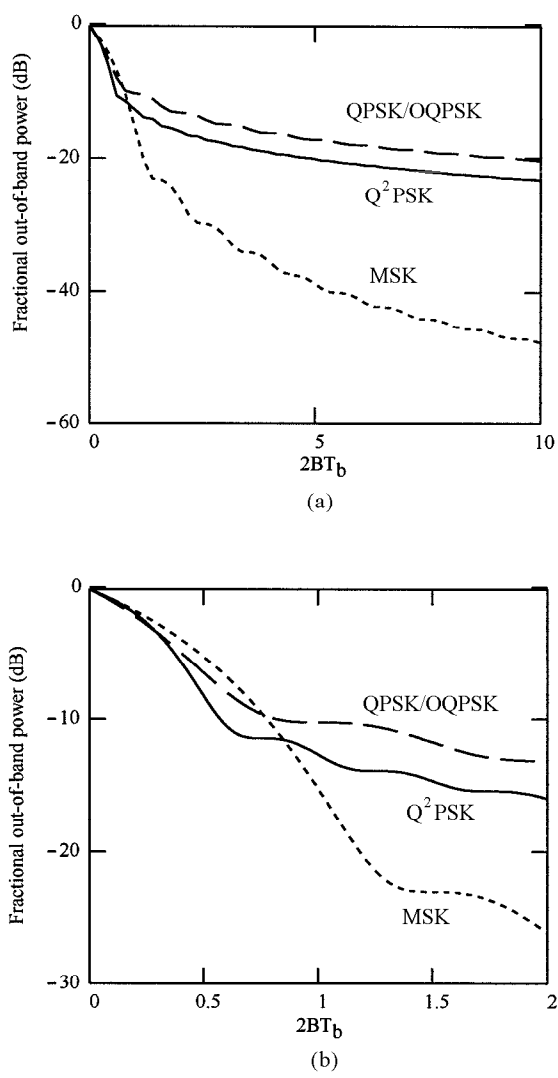 Fractional out-of-band power (dB)
0
−20
−40
−60
QPSK/OQPSK
Q²PSK
MSK
0
5
10
2BTb
(a)
Fractional out-of-band power (dB)
0
−10
−20
−30
QPSK/OQPSK
Q²PSK
MSK
0
0.5
1
1.5
2
2BTb
(b)